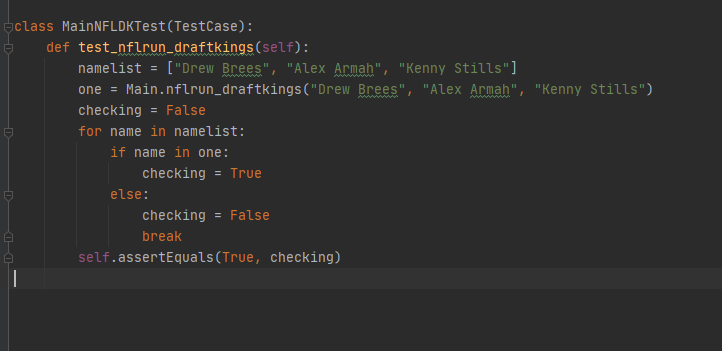 class MainNFLDKTest(TestCase):
    def test_nflrun_draftkings(self):
        namelist = ["Drew Brees", "Alex Armah", "Kenny Stills"]
        one = Main.nflrun_draftkings("Drew Brees", "Alex Armah", "Kenny Stills")
        checking = False
        for name in namelist:
            if name in one:
                checking = True
            else:
                checking = False
                break
        self.assertEquals(True, checking)